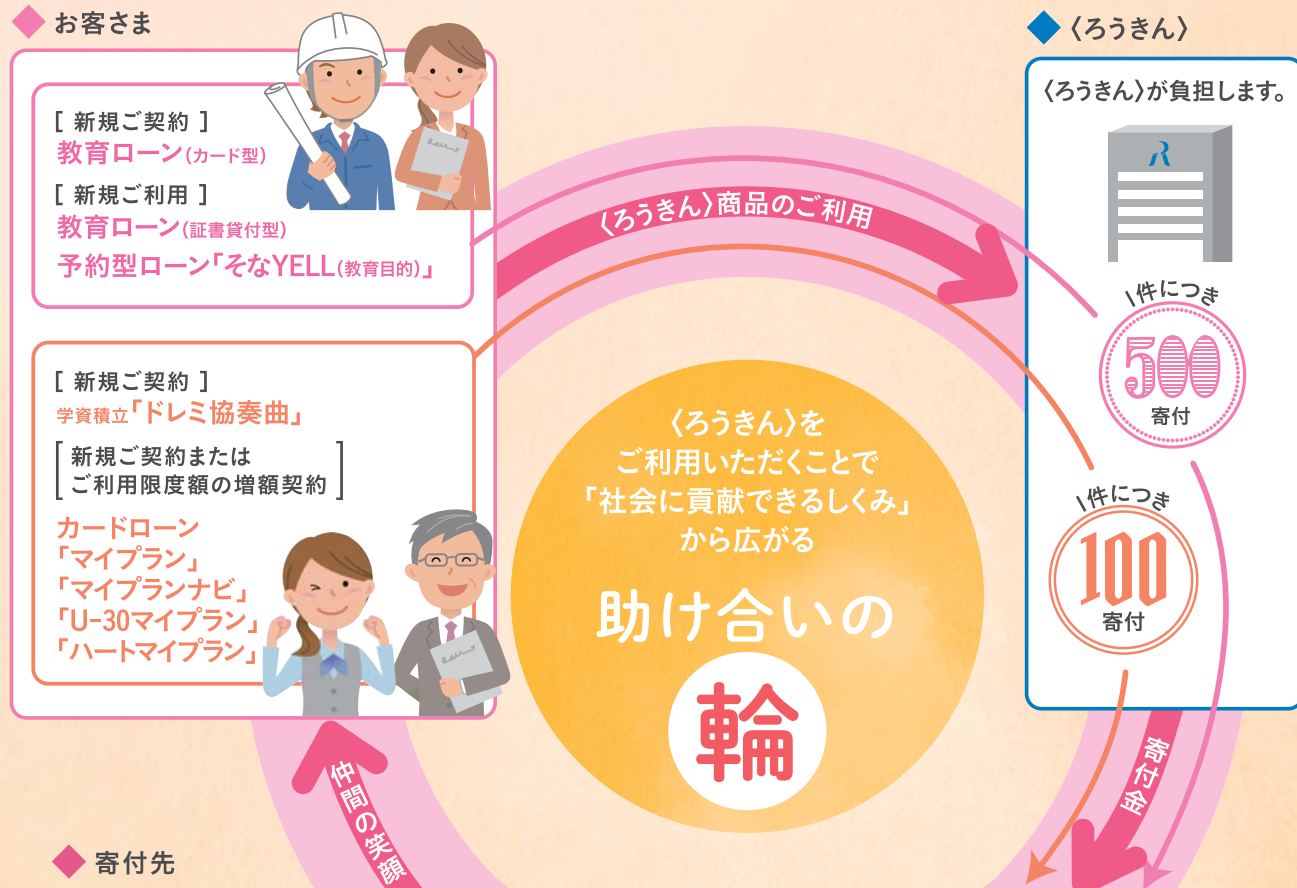 お客さま
[ 新規ご契約 ]
教育ローン(カード型)
[ 新規ご利用 ]
教育ローン(証書貸付型)
予約型ローン「そなYELL(教育目的)」
[ 新規ご契約 ]
学資積立「ドレミ協奏曲」
[ 新規ご契約または
ご利用限度額の増額契約 ]
カードローン
「マイプラン」
「マイプランナビ」
「U-30マイプラン」
「ハートマイプラン」
〈ろうきん〉商品のご利用
〈ろうきん〉
〈ろうきん〉が負担します。
R
1件につき
500
寄付
1件につき
100
寄付
〈ろうきん〉を
ご利用いただくことで
「社会に貢献できるしくみ」
から広がる
助け合いの
輪
寄付金
仲間の笑顔
寄付先